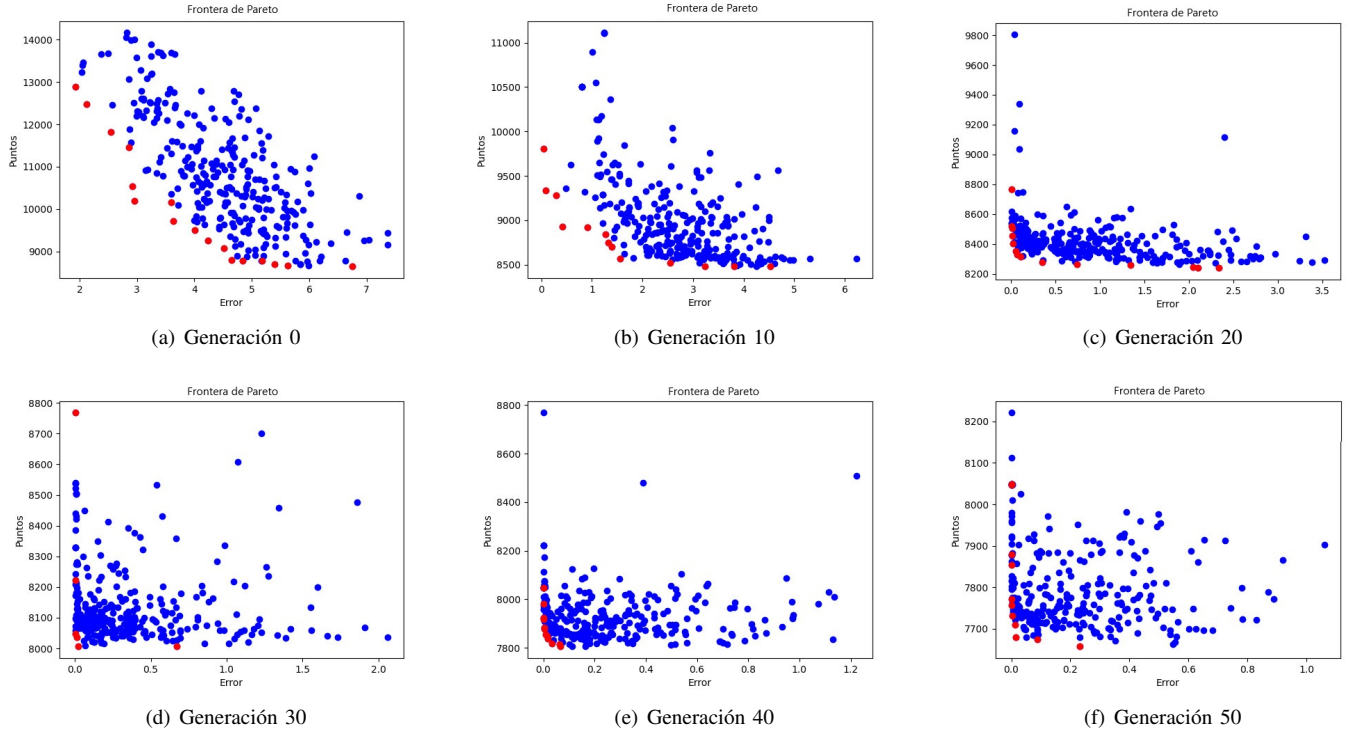 Frontera de Pareto
Puntos
14000
13000
12000
11000
10000
9000
2 3 4 5 6 7
Error
(a) Generación 0
Frontera de Pareto
Puntos
11000
10500
10000
9500
9000
8500
0 1 2 3 4 5 6
Error
(b) Generación 10
Frontera de Pareto
Puntos
9800
9600
9400
9200
9000
8800
8600
8400
8200
0.0 0.5 1.0 1.5 2.0 2.5 3.0 3.5
Error
(c) Generación 20
Frontera de Pareto
Puntos
8800
8700
8600
8500
8400
8300
8200
8100
8000
0.0 0.5 1.0 1.5 2.0
Error
(d) Generación 30
Frontera de Pareto
Puntos
8800
8600
8400
8200
8000
7800
0.0 0.2 0.4 0.6 0.8 1.0 1.2
Error
(e) Generación 40
Frontera de Pareto
Puntos
8200
8100
8000
7900
7800
7700
0.0 0.2 0.4 0.6 0.8 1.0
Error
(f) Generación 50